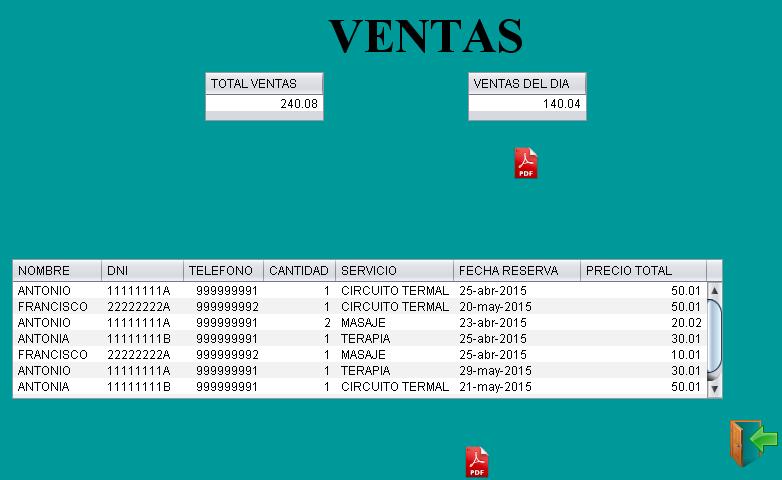 VENTAS
TOTAL VENTAS VENTAS DEL DIA
240.08 140.04
PDF
NOMBRE DNI TELEFONO CANTIDAD SERVICIO FECHA RESERVA PRECIO TOTAL
ANTONIO 11111111A 999999991 1 CIRCUITO TERMAL 25-abr-2015 50.01
FRANCISCO 22222222A 999999992 1 CIRCUITO TERMAL 20-may-2015 50.01
ANTONIO 11111111A 999999991 2 MASAJE 23-abr-2015 20.02
ANTONIA 11111111B 999999991 1 TERAPIA 25-abr-2015 30.01
FRANCISCO 22222222A 999999992 1 MASAJE 25-abr-2015 10.01
ANTONIO 11111111A 999999991 1 TERAPIA 29-may-2015 30.01
ANTONIA 11111111B 999999991 1 CIRCUITO TERMAL 21-may-2015 50.01
PDF